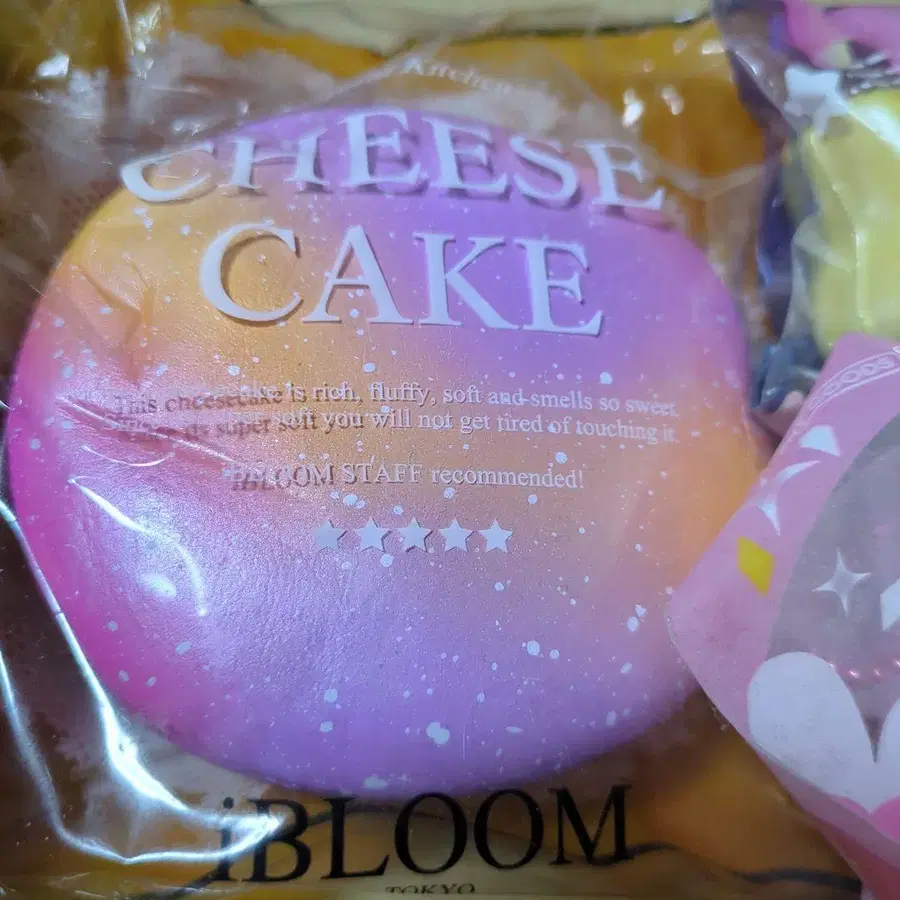 Kitchen
CHEESE
CAKE
This cheesecake is rich, fluffy, soft and smells so sweet.
super soft you will not get tired of touching it.
iBLOOM STAFF recommended!
iBLOOM
TOKYO